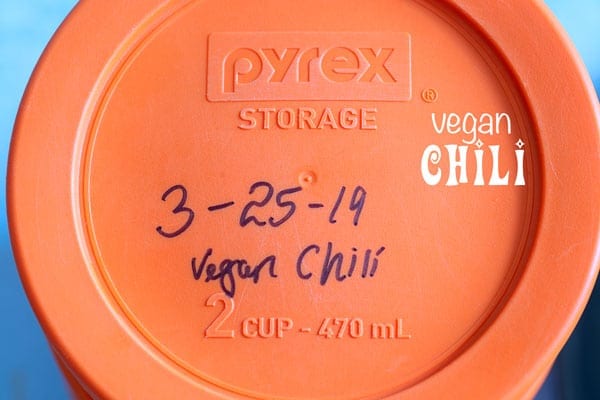 pyrex
®
STORAGE
vegan
CHILI
3-25-19
Vegan Chili
2 CUP - 470 mL